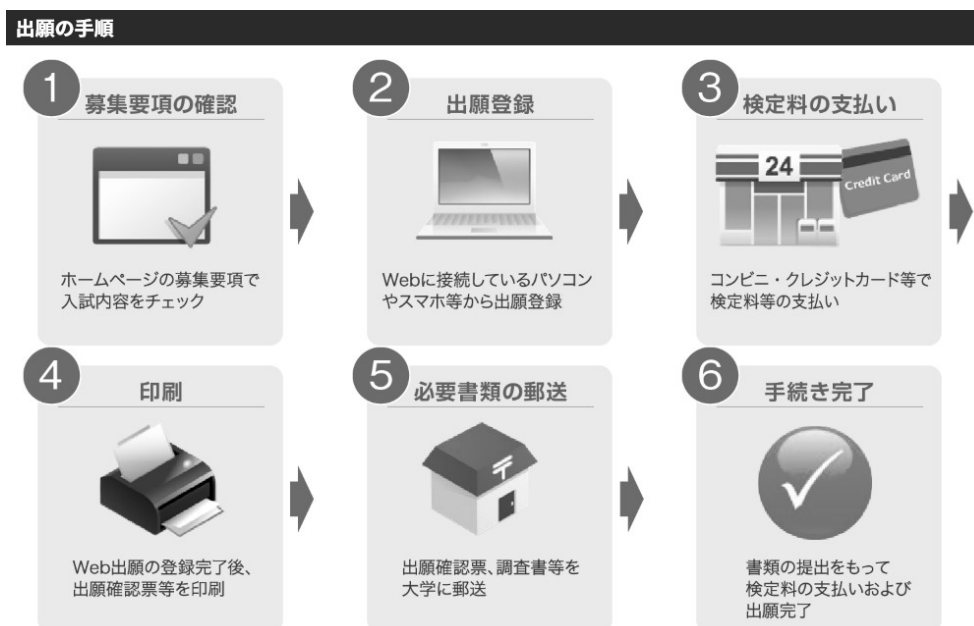 出願の手順
1
募集要項の確認
ホームページの募集要項で
入試内容をチェック
2
出願登録
Webに接続しているパソコン
やスマホ等から出願登録
3
検定料の支払い
24
Credit Card
コンビニ・クレジットカード等で
検定料等の支払い
4
印刷
Web出願の登録完了後、
出願確認票等を印刷
5
必要書類の郵送
〒
出願確認票、調査書等を
大学に郵送
6
手続き完了
書類の提出をもって
検定料の支払いおよび
出願完了